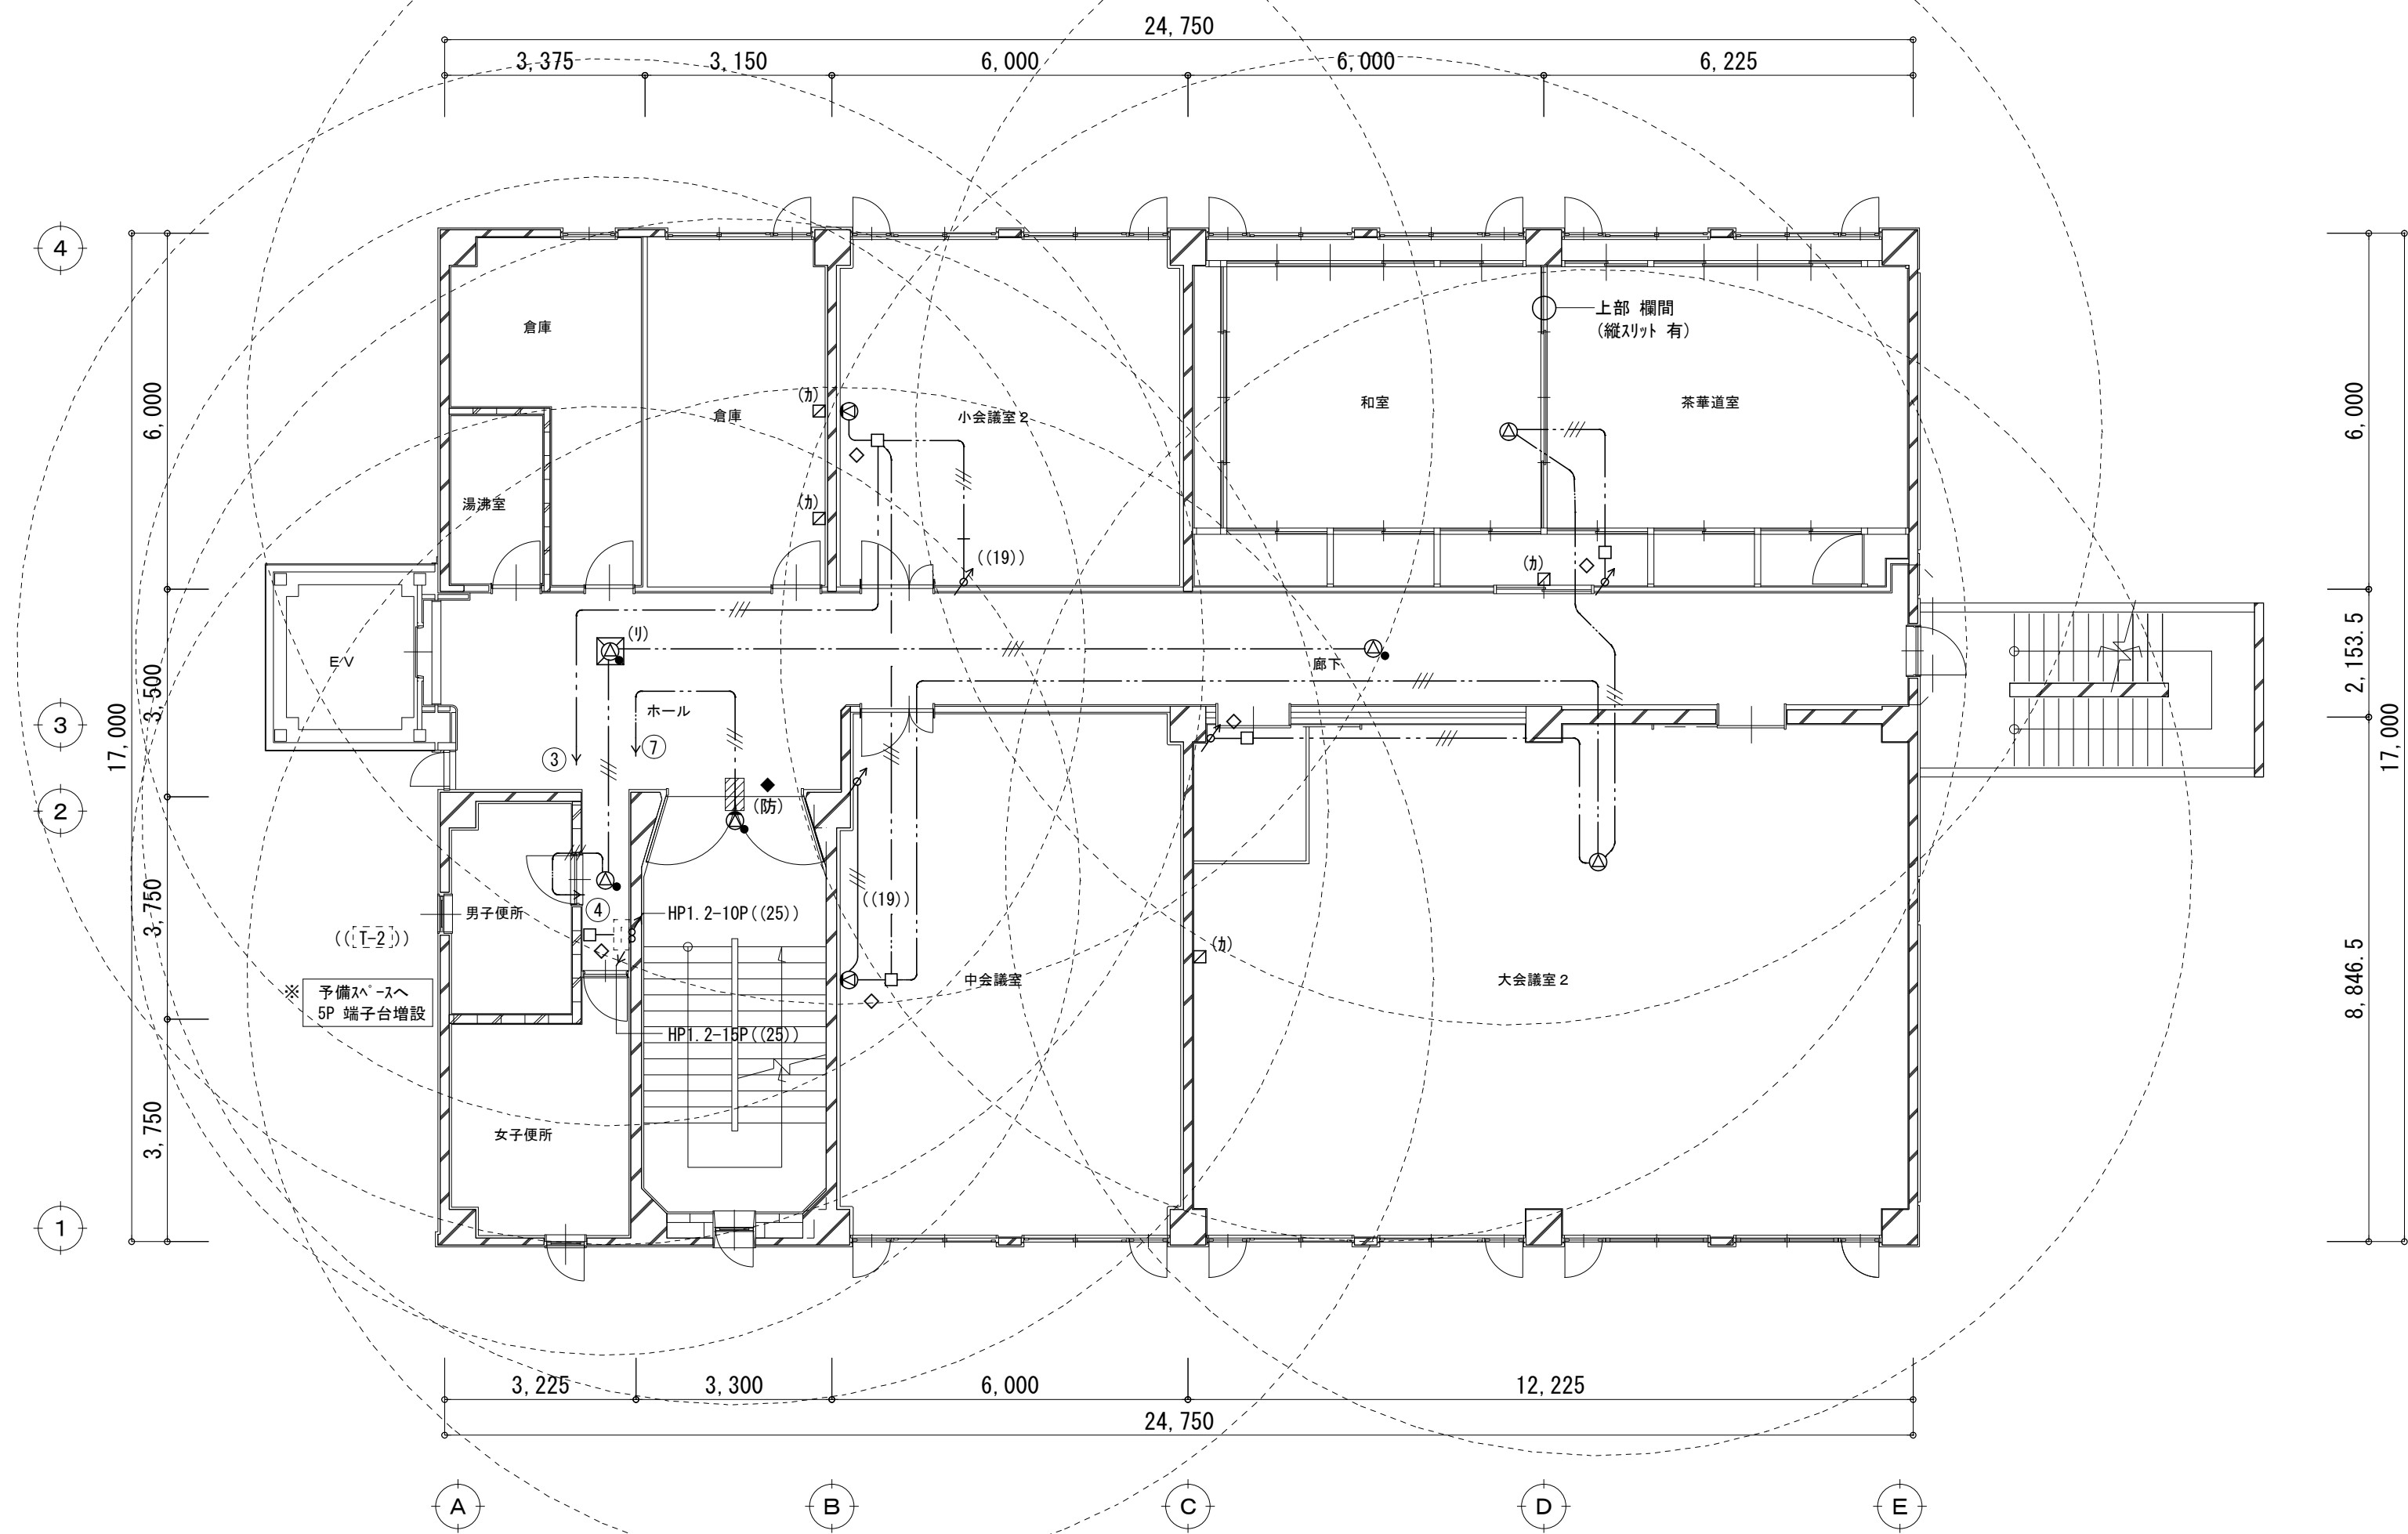 24,750
3,375
3,150
6,000
6,000
6,225
4
上部 欄間
(縦ｽﾘｯﾄ 有)
倉庫
(ｶ)
倉庫
小会議室2
和室
茶華道室
6,000
6,000
湯沸室
(ｶ)
((19))
(ｶ)
(ﾘ)
EV
廊下
2,153.5
3,500
17,000
3
ホール
3
7
17,000
2
(防)
3,750
男子便所
4
HP1.2-10P((25))
((19))
((T-2))
(ｶ)
中会議室
大会議室2
8,846.5
※
予備ｽﾍﾟｰｽへ
5P 端子台増設
HP1.2-15P((25))
3,750
女子便所
1
3,225
3,300
6,000
12,225
24,750
A
B
C
D
E